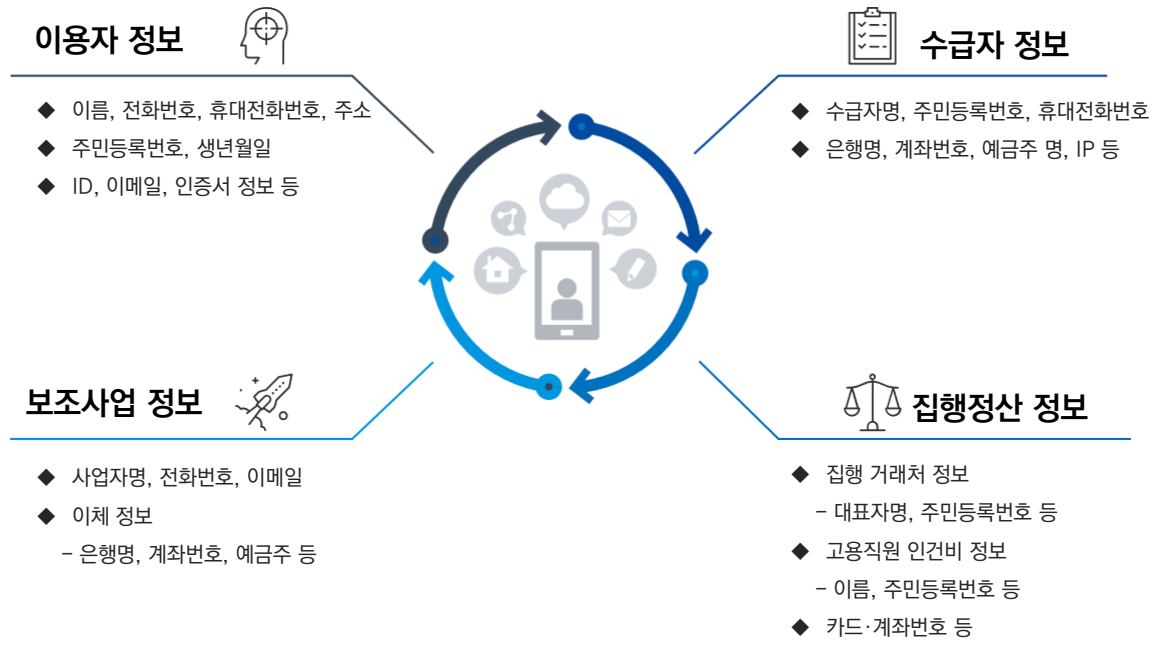 이용자 정보
◆ 이름, 전화번호, 휴대전화번호, 주소
◆ 주민등록번호, 생년월일
◆ ID, 이메일, 인증서 정보 등
수급자 정보
◆ 수급자명, 주민등록번호, 휴대전화번호
◆ 은행명, 계좌번호, 예금주 명, IP 등
보조사업 정보
◆ 사업자명, 전화번호, 이메일
◆ 이체 정보
- 은행명, 계좌번호, 예금주 등
집행정산 정보
◆ 집행 거래처 정보
- 대표자명, 주민등록번호 등
◆ 고용직원 인건비 정보
- 이름, 주민등록번호 등
◆ 카드·계좌번호 등